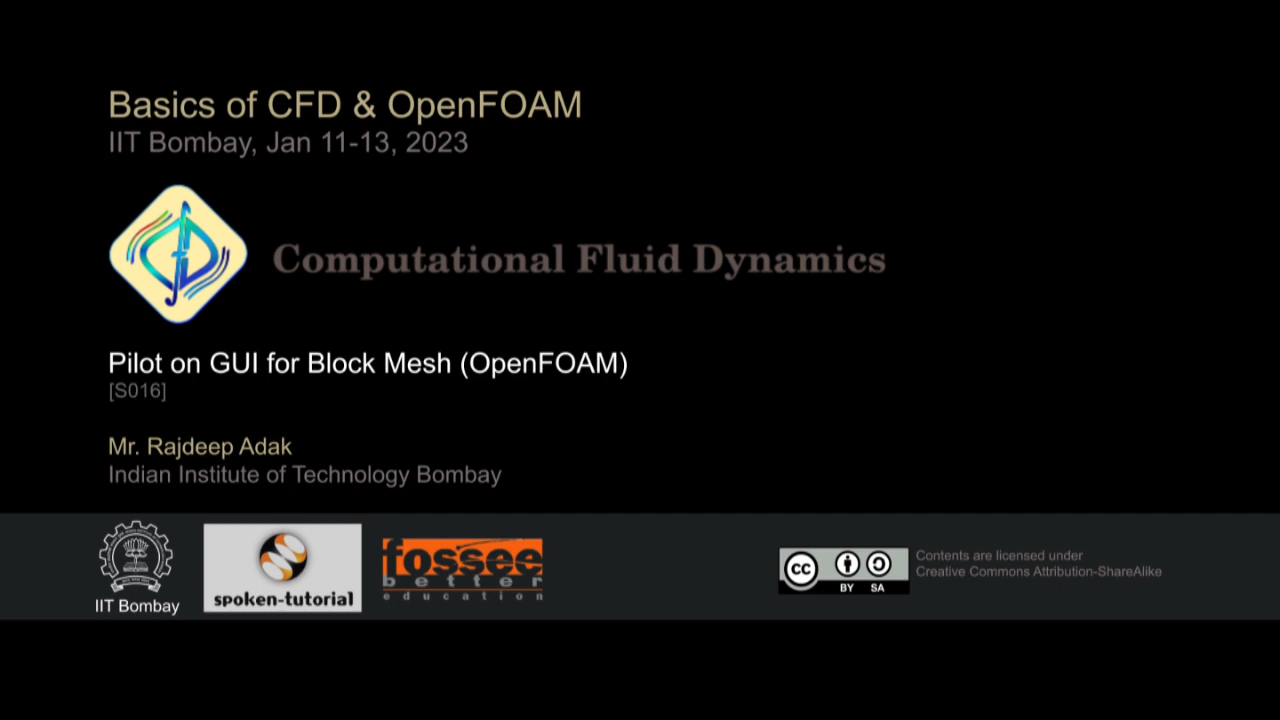 Basics of CFD & OpenFOAM
IIT Bombay, Jan 11-13, 2023
Computational Fluid Dynamics
Pilot on GUI for Block Mesh (OpenFOAM)
[S016]
Mr. Rajdeep Adak
Indian Institute of Technology Bombay
IIT Bombay
spoken-tutorial
fossee
better
education
cc
BY SA
Contents are licensed under
Creative Commons Attribution-ShareAlike